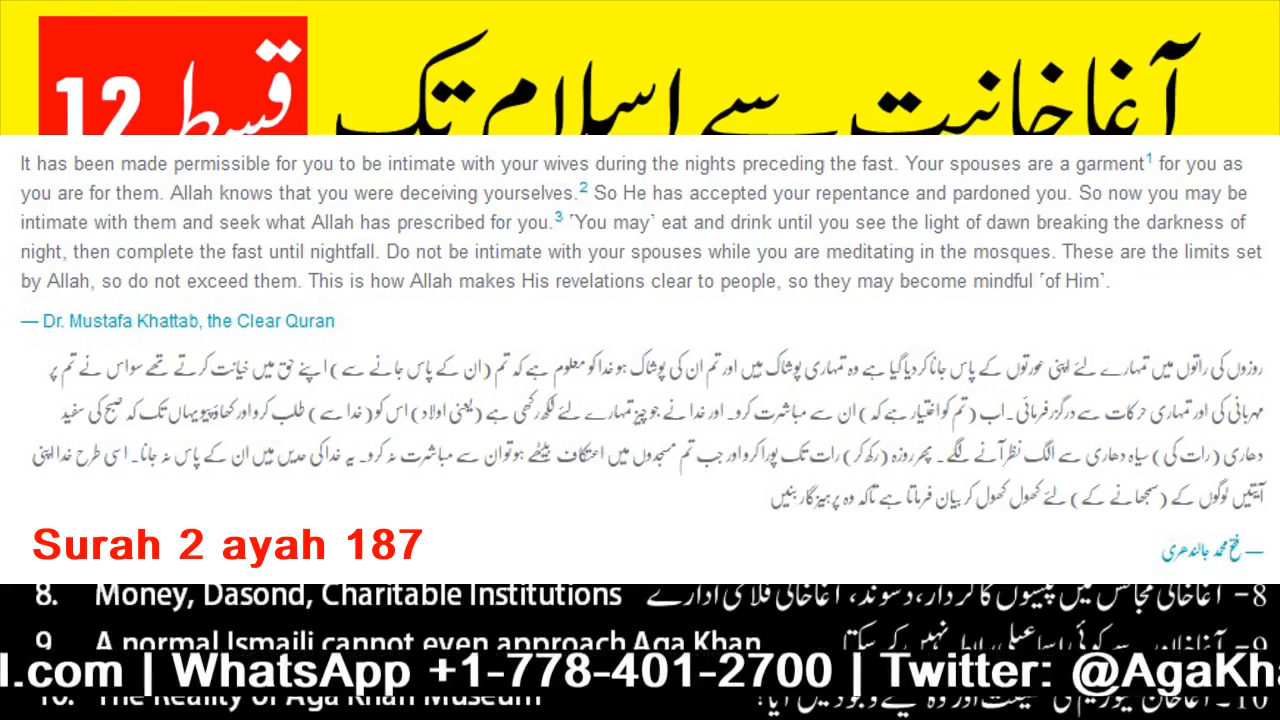 آغاخانیت سے اسلام تک
قسط 12
It has been made permissible for you to be intimate with your wives during the nights preceding the fast. Your spouses are a garment1 for you as
you are for them. Allah knows that you were deceiving yourselves.2 So He has accepted your repentance and pardoned you. So now you may be
intimate with them and seek what Allah has prescribed for you.3 ˹You may˺ eat and drink until you see the light of dawn breaking the darkness of
night, then complete the fast until nightfall. Do not be intimate with your spouses while you are meditating in the mosques. These are the limits set
by Allah, so do not exceed them. This is how Allah makes His revelations clear to people, so they may become mindful ˹of Him˺.
— Dr. Mustafa Khattab, the Clear Quran
روزوں کی راتوں میں تمہارے لئے اپنی عورتوں کے پاس جانا کردیا گیا ہے وہ تمہاری پوشاک ہیں اور تم ان کی پوشاک ہو خدا کو معلوم ہے کہ تم (ان کے پاس جانے سے) اپنے حق میں خیانت کرتے تھے سو اس نے تم پر
مہربانی کی اور تمہاری حرکات سے درگزرفرمائی۔اب (تم کو اختیار ہے کہ) ان سے مباشرت کرو۔ اور خدا نے جو چیز تمہارے لئے لکھ رکھی ہے (یعنی اولاد) اس کو (خدا سے) طلب کرو اور کھاؤ پیو یہاں تک کہ صبح کی سفید
دھاری (رات کی) سیاہ دھاری سے الگ نظر آنے لگے۔ پھر روزہ (رکھ کر) رات تک پورا کرو اور جب تم مسجدوں میں اعتکاف بیٹھے ہو تو ان سے مباشرت نہ کرو۔ یہ خدا کی حدیں ہیں ان کے پاس نہ جانا۔ اسی طرح خدا اپنی
آیتیں لوگوں کے (سمجھانے کے) لئے کھول کھول کر بیان فرماتا ہے تاکہ وہ پرہیزگار بنیں
— فتح محمد جالندھری
Surah 2 ayah 187
8. Money, Dasond, Charitable Institutions
8- آغاخانی مجالس میں پیسوں کا کردار، دسوند، آغاخانی فلاحی ادارے
9. A normal Ismaili cannot even approach Aga Khan
l.com | WhatsApp +1-778-401-2700 | Twitter: @AgaKha
10. The Reality of Aga Khan Museum